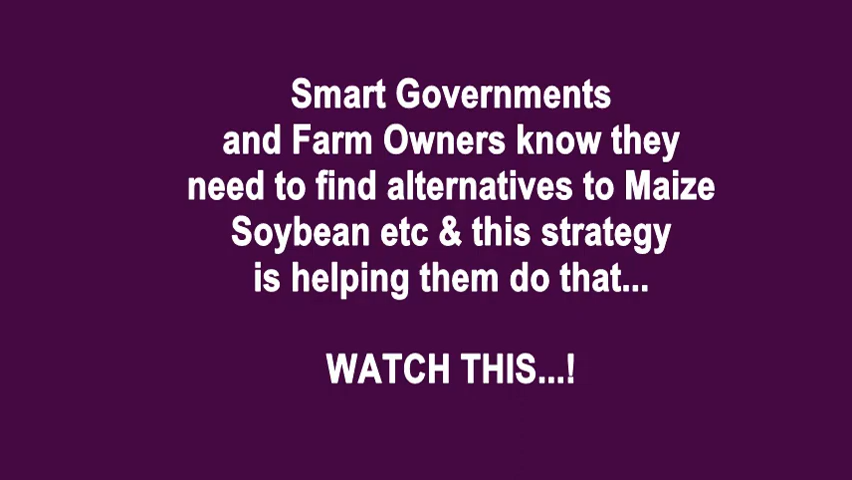 Smart Governments
and Farm Owners know they
need to find alternatives to Maize
Soybean etc & this strategy
is helping them do that...
WATCH THIS...!